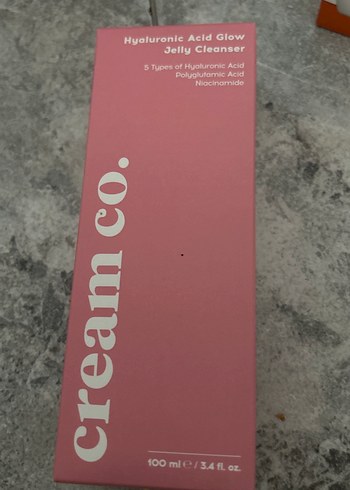 Hyaluronic Acid Glow
Jelly Cleanser
5 Types of Hyaluronic Acid
Polyglutamic Acid
Niacinamide
cream co.
100 ml ℮ / 3.4 fl. oz.